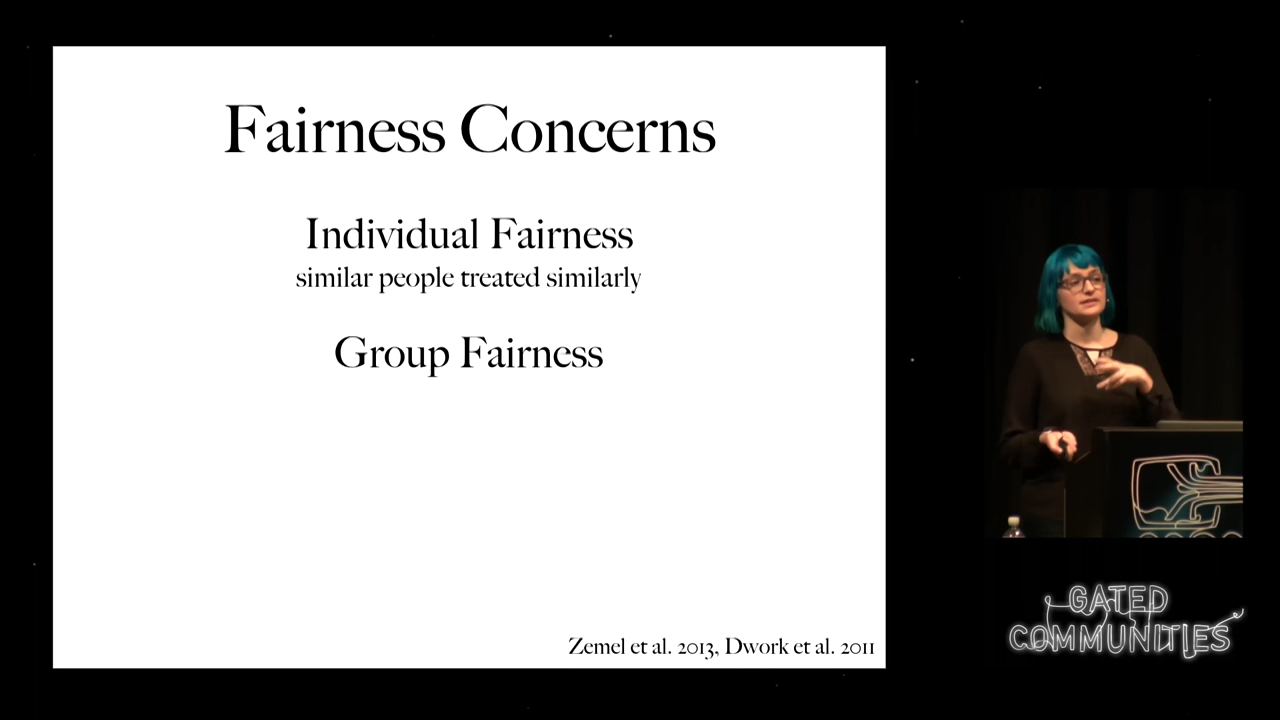 Fairness Concerns
Individual Fairness
similar people treated similarly
Group Fairness
Zemel et al. 2013, Dwork et al. 2011
GATED
COMMUNITIES